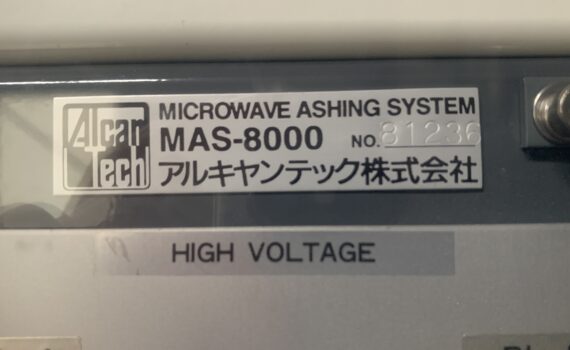 Alcar
Tech
MICROWAVE ASHING SYSTEM
MAS-8000 NO. 81236
アルキャンテック株式会社
HIGH VOLTAGE